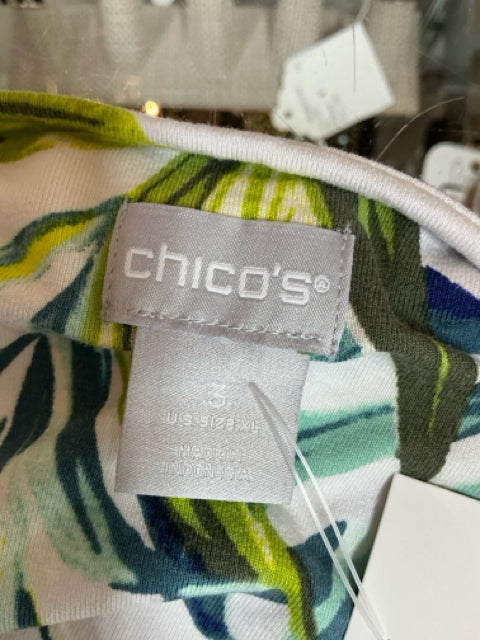 chico's®
3
U.S. SIZE XL
MADE IN
INDONESIA